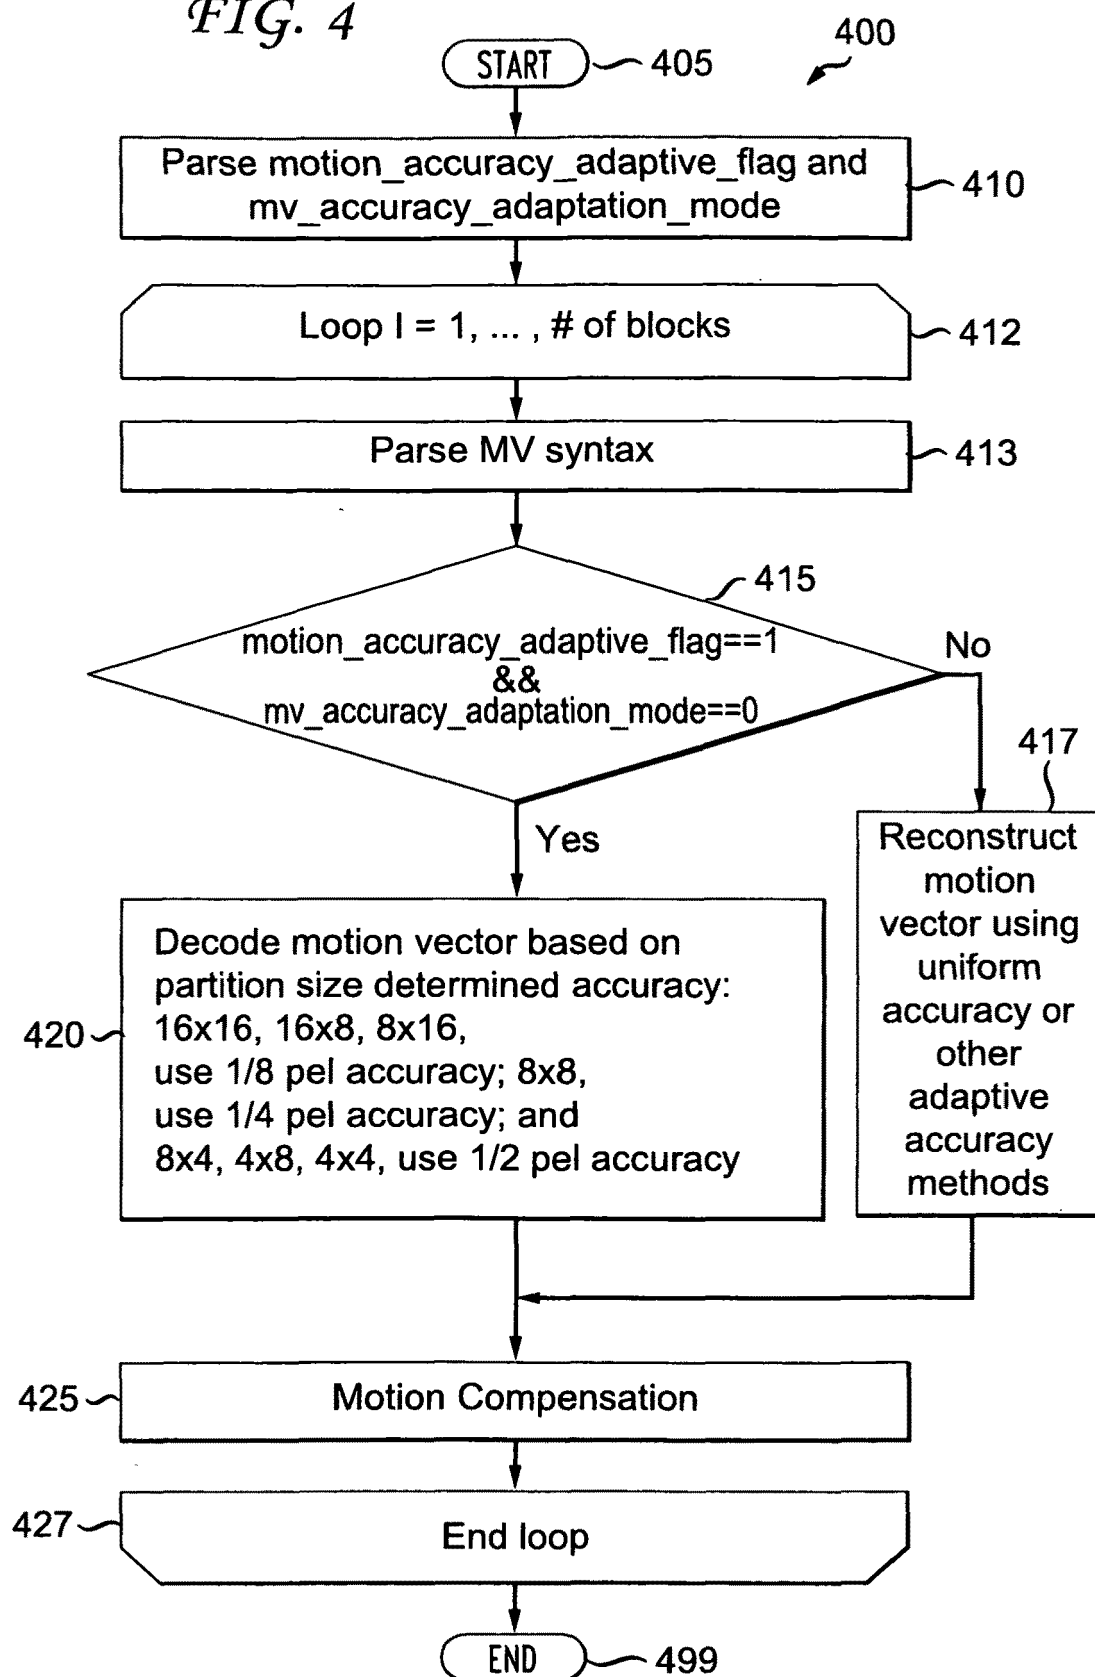 FIG. 4
400
START
405
Parse motion_accuracy_adaptive_flag and
mv_accuracy_adaptation_mode
410
Loop I = 1, ... , # of blocks
412
Parse MV syntax
413
415
motion_accuracy_adaptive_flag==1
&&
mv_accuracy_adaptation_mode==0
No
Yes
417
Reconstruct
motion
vector using
uniform
accuracy or
other
adaptive
accuracy
methods
420
Decode motion vector based on
partition size determined accuracy:
16x16, 16x8, 8x16,
use 1/8 pel accuracy; 8x8,
use 1/4 pel accuracy; and
8x4, 4x8, 4x4, use 1/2 pel accuracy
425
Motion Compensation
427
End loop
END
499